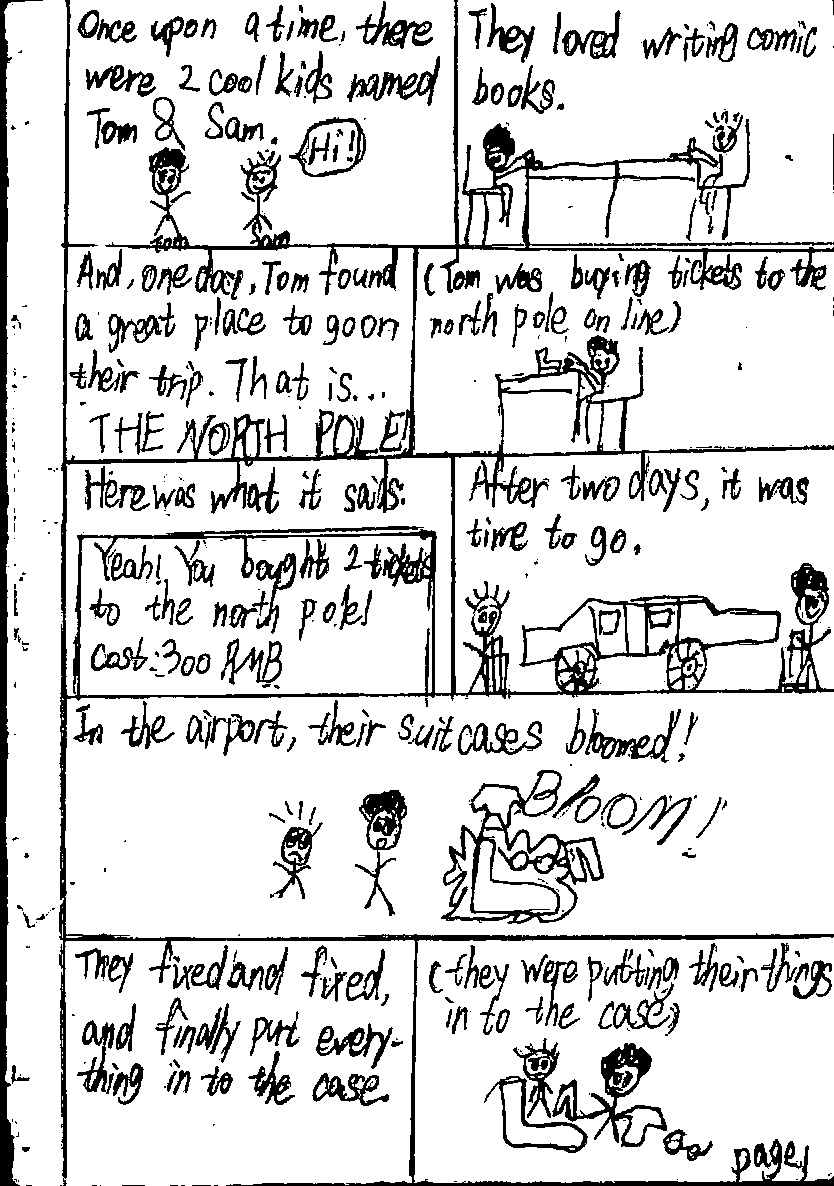 Once upon a time, there
were 2 cool kids named
Tom & Sam.
Hi!
Tom
Sam
They loved writing comic
books.
And, one day, Tom found
a great place to go on
their trip. That is...
THE NORTH POLE!
(Tom was buying tickets to the
north pole on line)
Here was what it saids:
Yeah! You bought 2 tickets
to the north pole!
Cost: 300 RMB
After two days, it was
time to go.
In the airport, their suitcases bloomed!
BLOOM!
They fixed and fixed,
and finally put every-
thing in to the case.
(they were putting their things
in to the case)
page 1